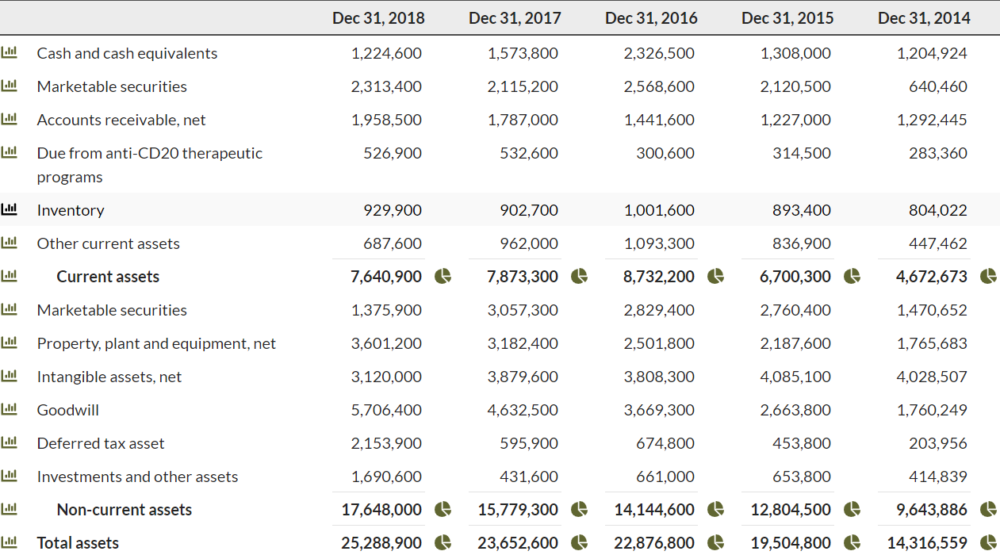 Dec 31, 2018 Dec 31, 2017 Dec 31, 2016 Dec 31, 2015 Dec 31, 2014
Cash and cash equivalents 1,224,600 1,573,800 2,326,500 1,308,000 1,204,924
Marketable securities 2,313,400 2,115,200 2,568,600 2,120,500 640,460
Accounts receivable, net 1,958,500 1,787,000 1,441,600 1,227,000 1,292,445
Due from anti-CD20 therapeutic 526,900 532,600 300,600 314,500 283,360
programs
Inventory 929,900 902,700 1,001,600 893,400 804,022
Other current assets 687,600 962,000 1,093,300 836,900 447,462
Current assets 7,640,900 7,873,300 8,732,200 6,700,300 4,672,673
Marketable securities 1,375,900 3,057,300 2,829,400 2,760,400 1,470,652
Property, plant and equipment, net 3,601,200 3,182,400 2,501,800 2,187,600 1,765,683
Intangible assets, net 3,120,000 3,879,600 3,808,300 4,085,100 4,028,507
Goodwill 5,706,400 4,632,500 3,669,300 2,663,800 1,760,249
Deferred tax asset 2,153,900 595,900 674,800 453,800 203,956
Investments and other assets 1,690,600 431,600 661,000 653,800 414,839
Non-current assets 17,648,000 15,779,300 14,144,600 12,804,500 9,643,886
Total assets 25,288,900 23,652,600 22,876,800 19,504,800 14,316,559